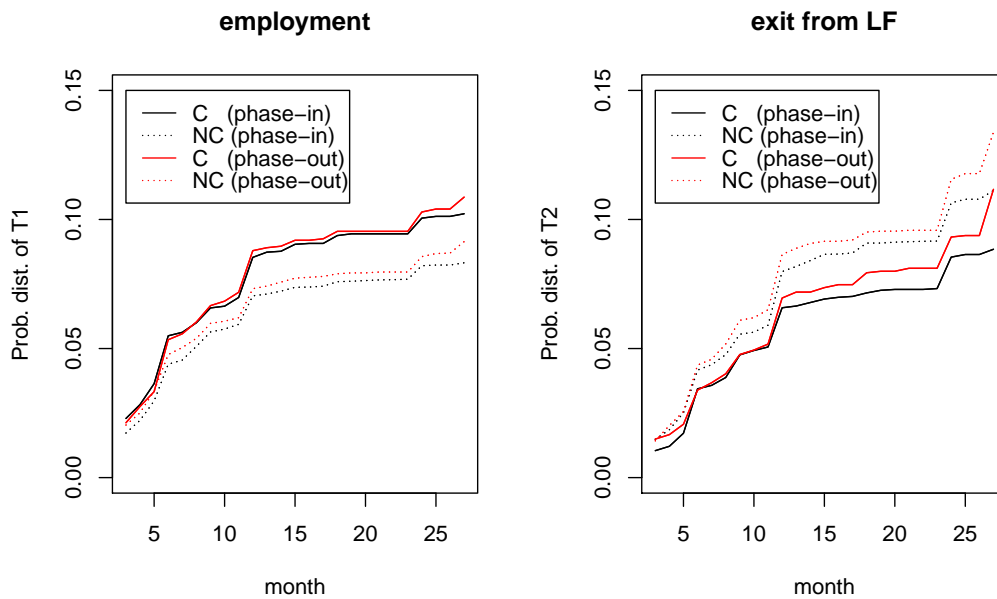 employment
0.00 0.05 0.10 0.15
Prob. dist. of T1
C (phase−in)
NC (phase−in)
C (phase−out)
NC (phase−out)
5 10 15 20 25
month
exit from LF
0.00 0.05 0.10 0.15
Prob. dist. of T2
C (phase−in)
NC (phase−in)
C (phase−out)
NC (phase−out)
5 10 15 20 25
month